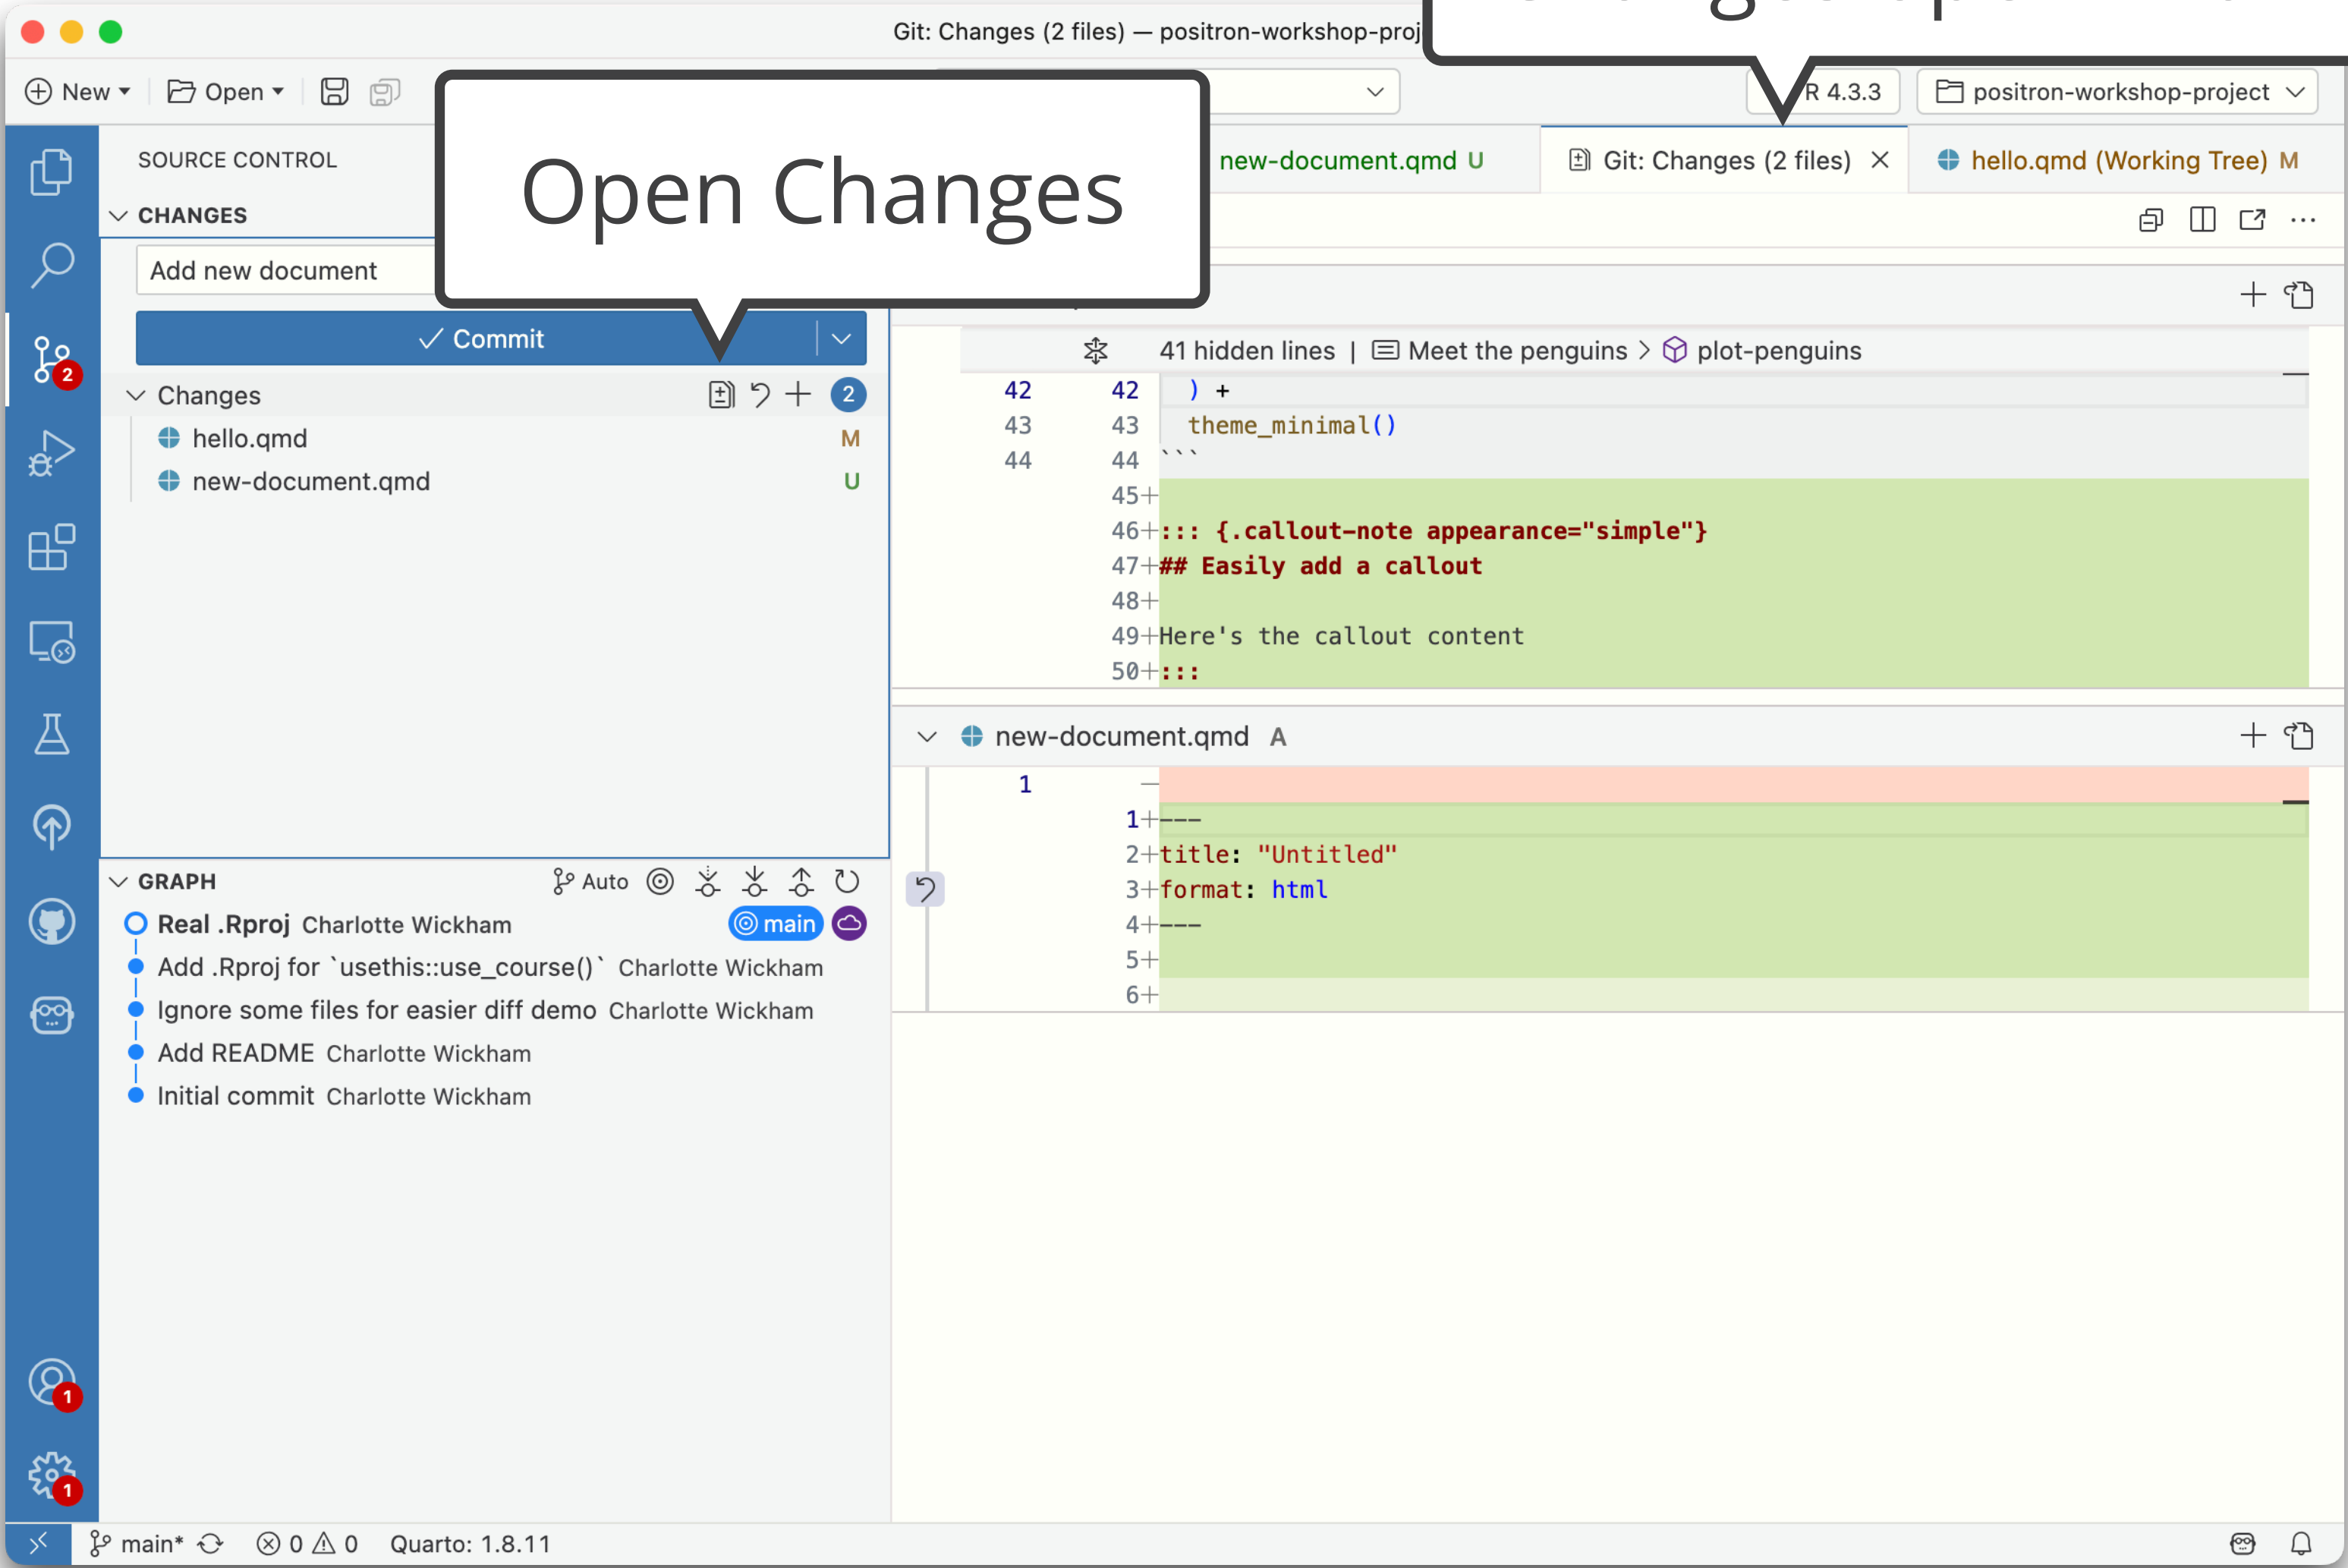 Git: Changes (2 files) — positron-workshop-proj
New
Open
R 4.3.3
positron-workshop-project
Open Changes
SOURCE CONTROL
new-document.qmd U
Git: Changes (2 files)
hello.qmd (Working Tree) M
CHANGES
Add new document
Commit
Changes
2
hello.qmd
M
new-document.qmd
U
41 hidden lines | Meet the penguins > plot-penguins
42 42 ) +
43 43 theme_minimal()
44 44 ```
45+
46+::: {.callout-note appearance="simple"}
47+## Easily add a callout
48+
49+Here's the callout content
50+:::
new-document.qmd A
1 —
1+---
2+title: "Untitled"
3+format: html
4+---
5+
6+
GRAPH
Auto
Real .Rproj Charlotte Wickham
main
Add .Rproj for `usethis::use_course()` Charlotte Wickham
Ignore some files for easier diff demo Charlotte Wickham
Add README Charlotte Wickham
Initial commit Charlotte Wickham
2
1
1
main*
0
0
Quarto: 1.8.11